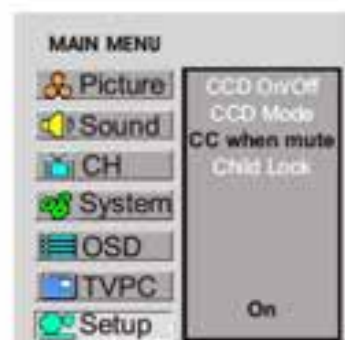 MAIN MENU
Picture
Sound
CH
System
OSD
TVPC
Setup
CCD On/Off
CCD Mode
CC when mute
Child Lock
On